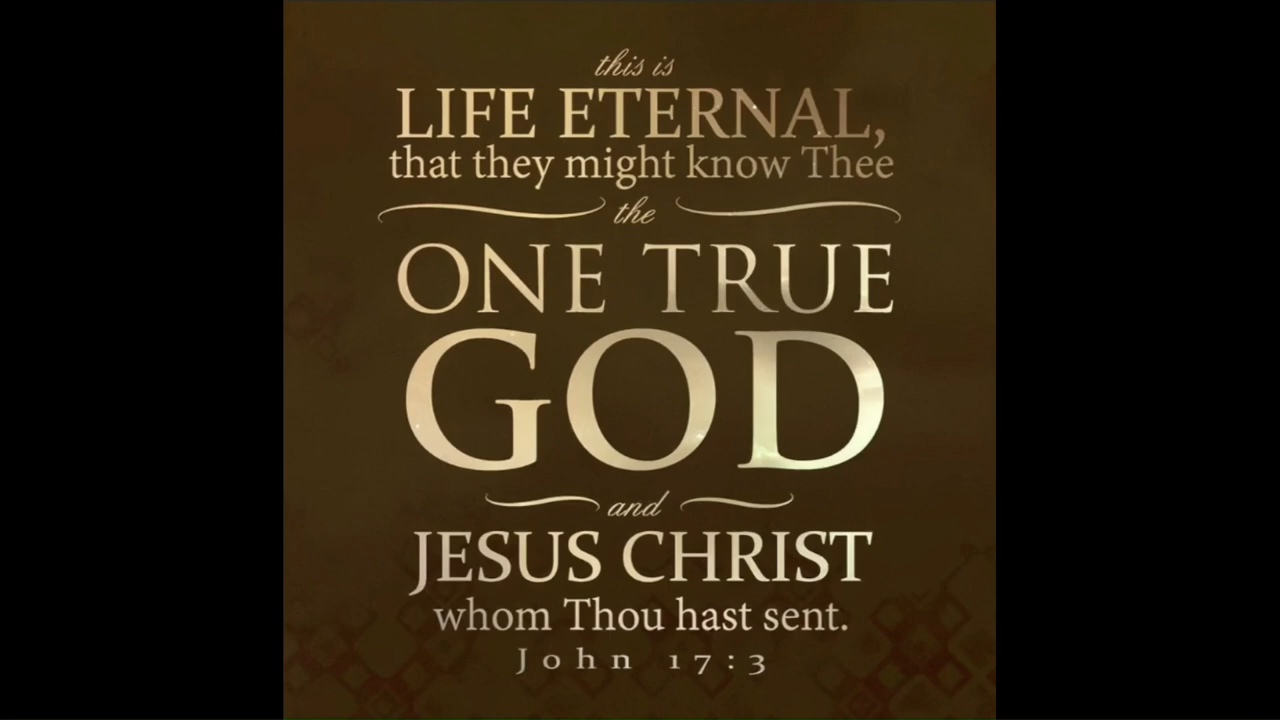 this is
LIFE ETERNAL,
that they might know Thee
the
ONE TRUE
GOD
and
JESUS CHRIST
whom Thou hast sent.
John 17:3